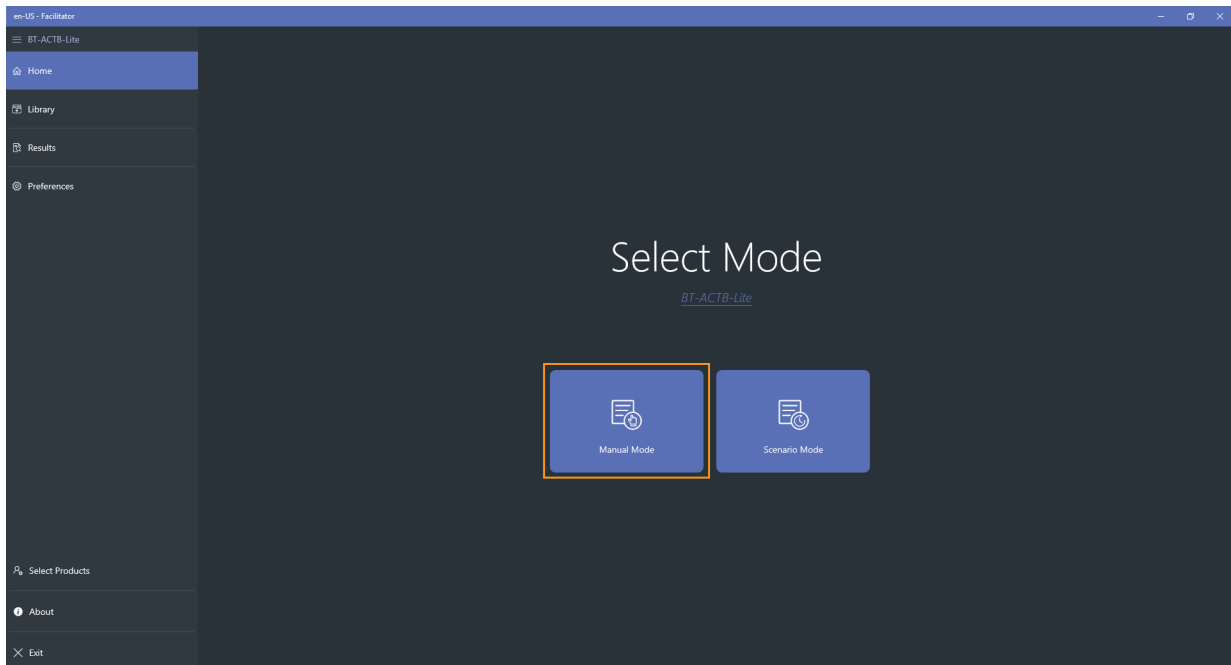 en-US - Facilitator
BT-ACTB-Lite
Home
Library
Results
Preferences
Select Mode
BT-ACTB-Lite
Manual Mode
Scenario Mode
Select Products
About
Exit